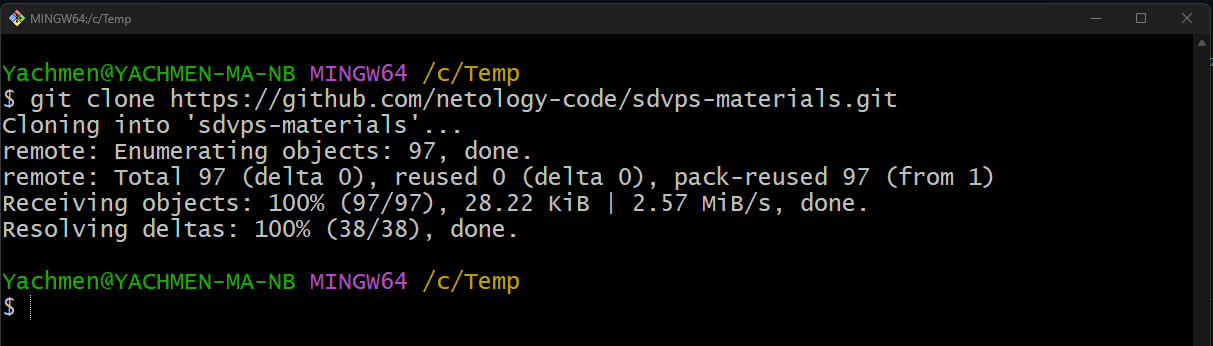 MINGW64:/c/Temp
Yachmen@YACHMEN-MA-NB MINGW64 /c/Temp
$ git clone https://github.com/netology-code/sdvps-materials.git
Cloning into 'sdvps-materials'...
remote: Enumerating objects: 97, done.
remote: Total 97 (delta 0), reused 0 (delta 0), pack-reused 97 (from 1)
Receiving objects: 100% (97/97), 28.22 KiB | 2.57 MiB/s, done.
Resolving deltas: 100% (38/38), done.
Yachmen@YACHMEN-MA-NB MINGW64 /c/Temp
$